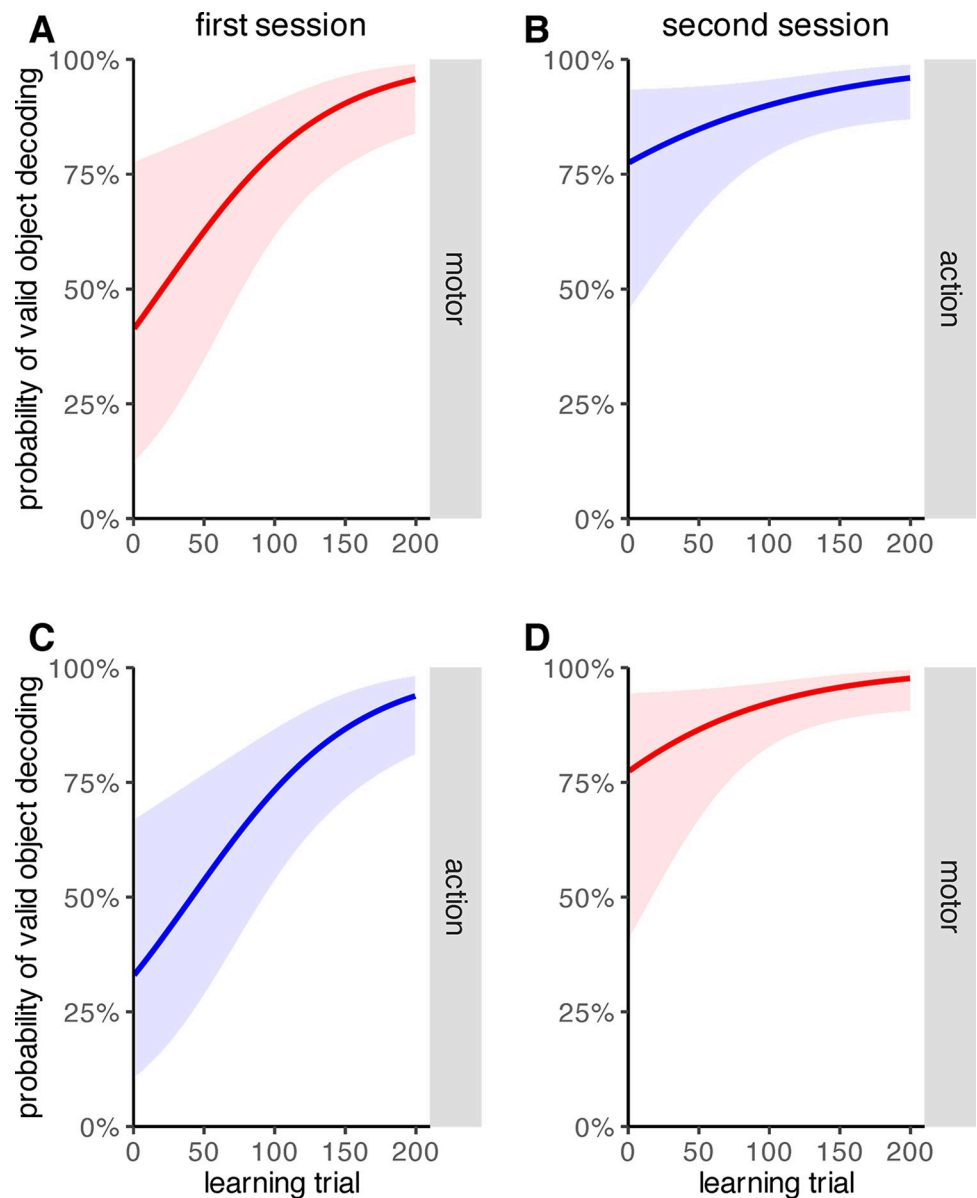 A
first session
B
second session
probability of valid object decoding
100%
75%
50%
25%
0%
0 50 100 150 200
motor
100%
75%
50%
25%
0%
0 50 100 150 200
action
C
D
probability of valid object decoding
100%
75%
50%
25%
0%
0 50 100 150 200
learning trial
action
100%
75%
50%
25%
0%
0 50 100 150 200
learning trial
motor